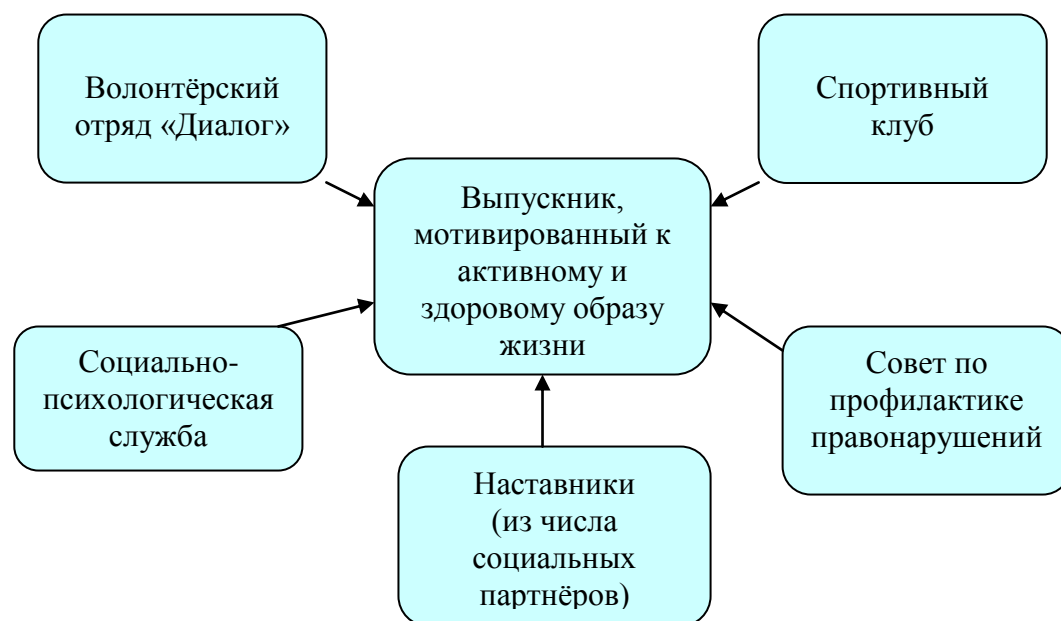 Волонтёрский
отряд «Диалог»
Спортивный
клуб
Выпускник,
мотивированный к
активному и
здоровому образу
жизни
Социально-
психологическая
служба
Совет по
профилактике
правонарушений
Наставники
(из числа
социальных
партнёров)